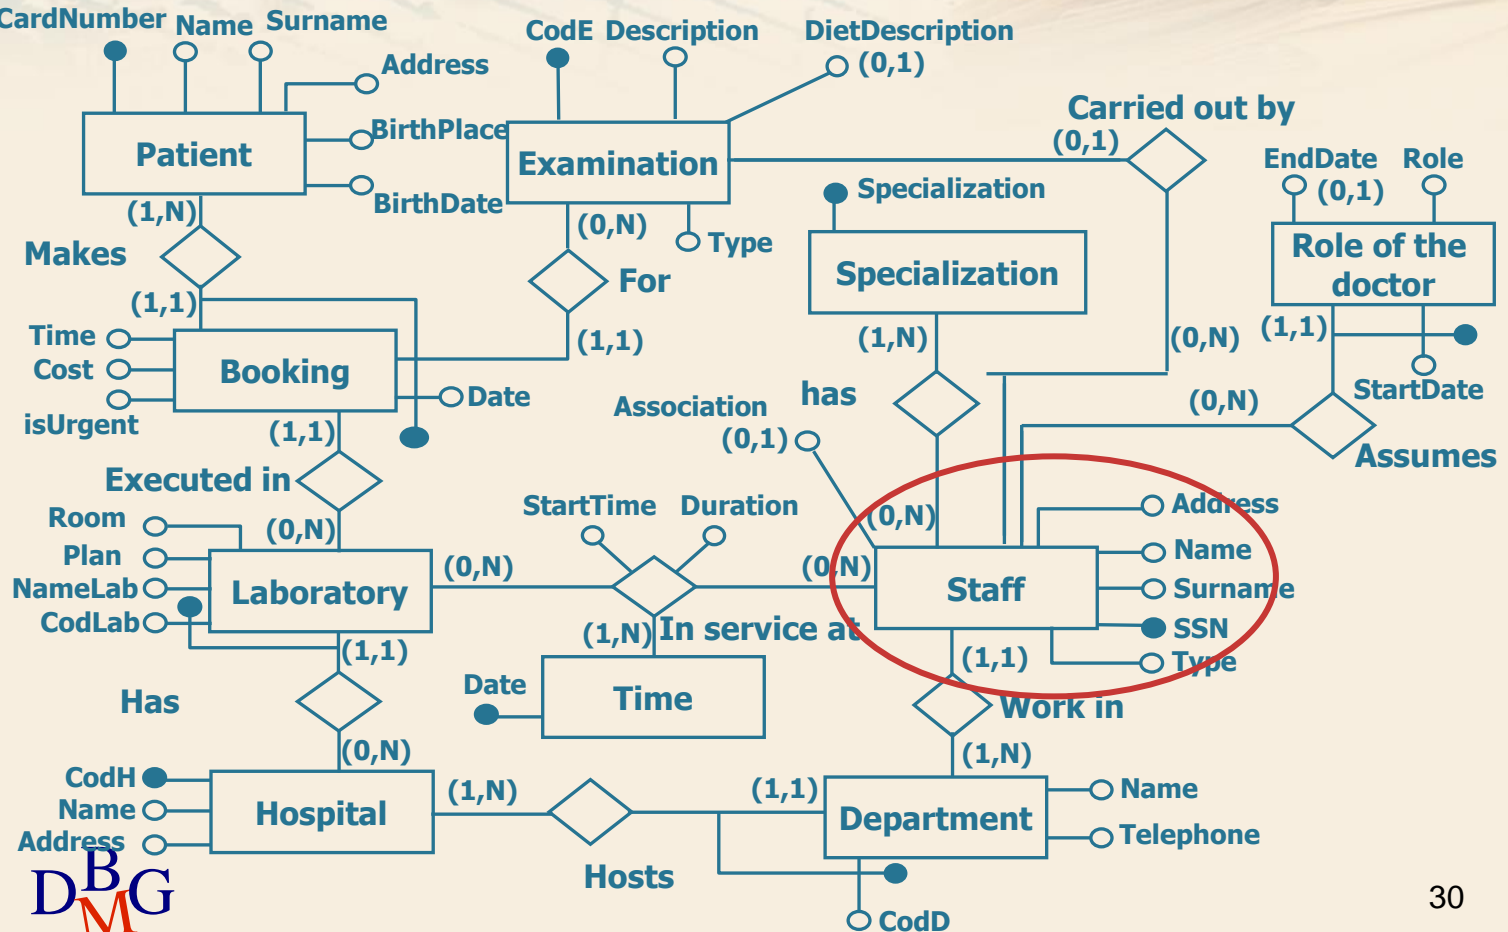 CardNumber Name Surname
Address
BirthPlace
BirthDate
Patient
(1,N)
Makes
(1,1)
CodE Description DietDescription
(0,1)
Examination
(0,N)
Type
For
(1,1)
Carried out by
(0,1)
(0,N)
Specialization
Specialization
(1,N)
has
(0,N)
EndDate Role
(0,1)
Role of the
doctor
(1,1)
StartDate
(0,N)
Assumes
Time
Cost
isUrgent
Booking
Date
(1,1)
Executed in
(0,N)
Association
(0,1)
Room
Plan
NameLab
CodLab
Laboratory
(0,N)
StartTime Duration
(0,N)
In service at
(1,N)
Date
Time
Staff
Address
Name
Surname
SSN
Type
(1,1)
Work in
(1,N)
(1,1)
Has
(0,N)
CodH
Name
Address
Hospital
(1,N)
Hosts
(1,1)
Department
Name
Telephone
CodD
DBMG
30